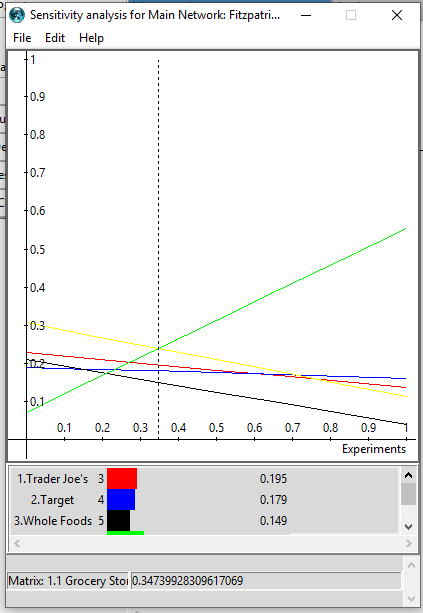 Sensitivity analysis for Main Network: Fitzpatri...
File Edit Help
1
0.9
0.8
0.7
0.6
0.5
0.4
0.3
0.2
0.1
0.1 0.2 0.3 0.4 0.5 0.6 0.7 0.8 0.9 1
Experiments
1.Trader Joe's 3 0.195
2.Target 4 0.179
3.Whole Foods 5 0.149
Matrix: 1.1 Grocery Sto 0.34739928309617069